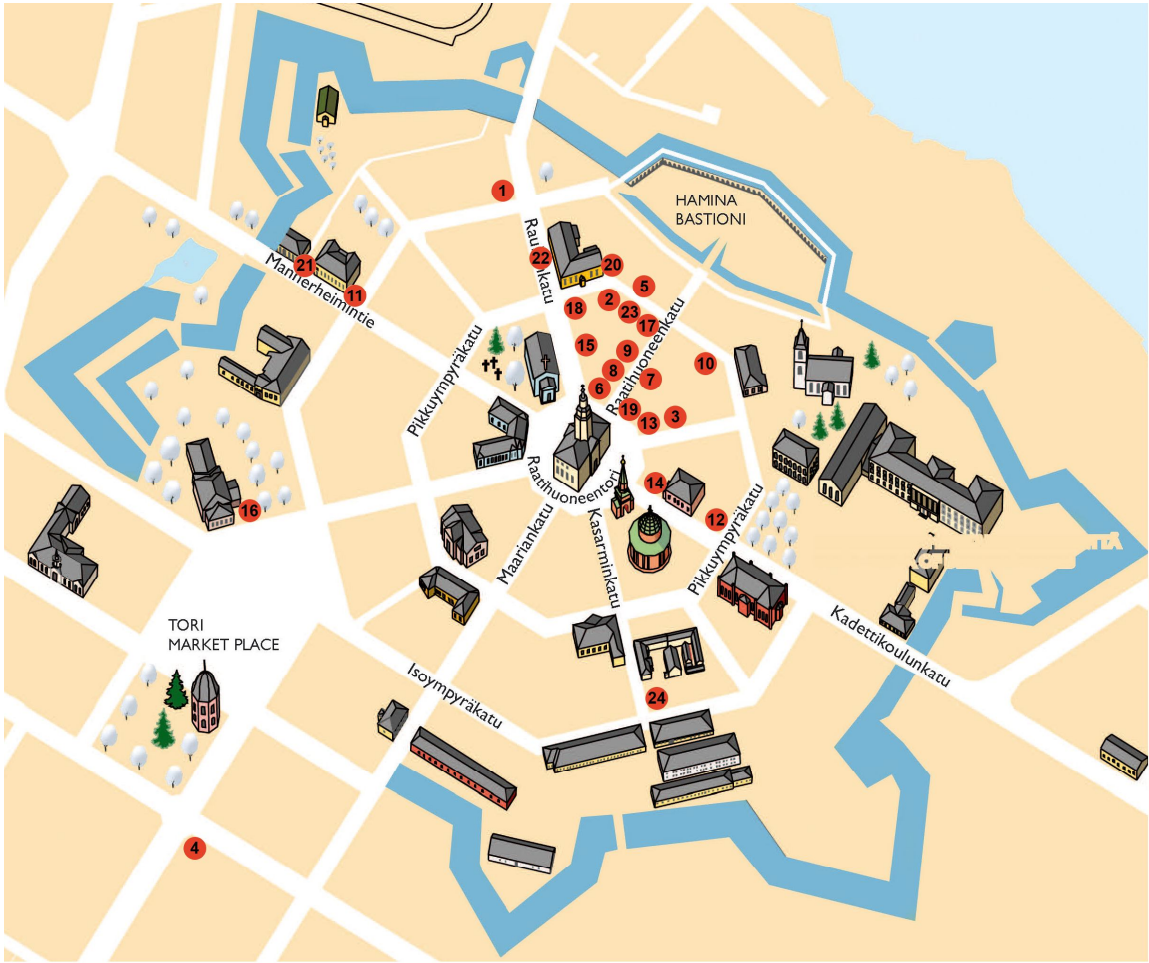 HAMINA
BASTIONI
1
22
20
5
2
23
18
17
21
Mannerheimintie
11
15
9
10
Pikkuympyräkatu
8
7
6
Raatihuoneenkatu
19
13
3
Raatihuoneentori
14
12
16
Maariankatu
Kasarminkatu
Pikkuympyräkatu
TORI
MARKET PLACE
Kadettikoulunkatu
Isoympyräkatu
24
4